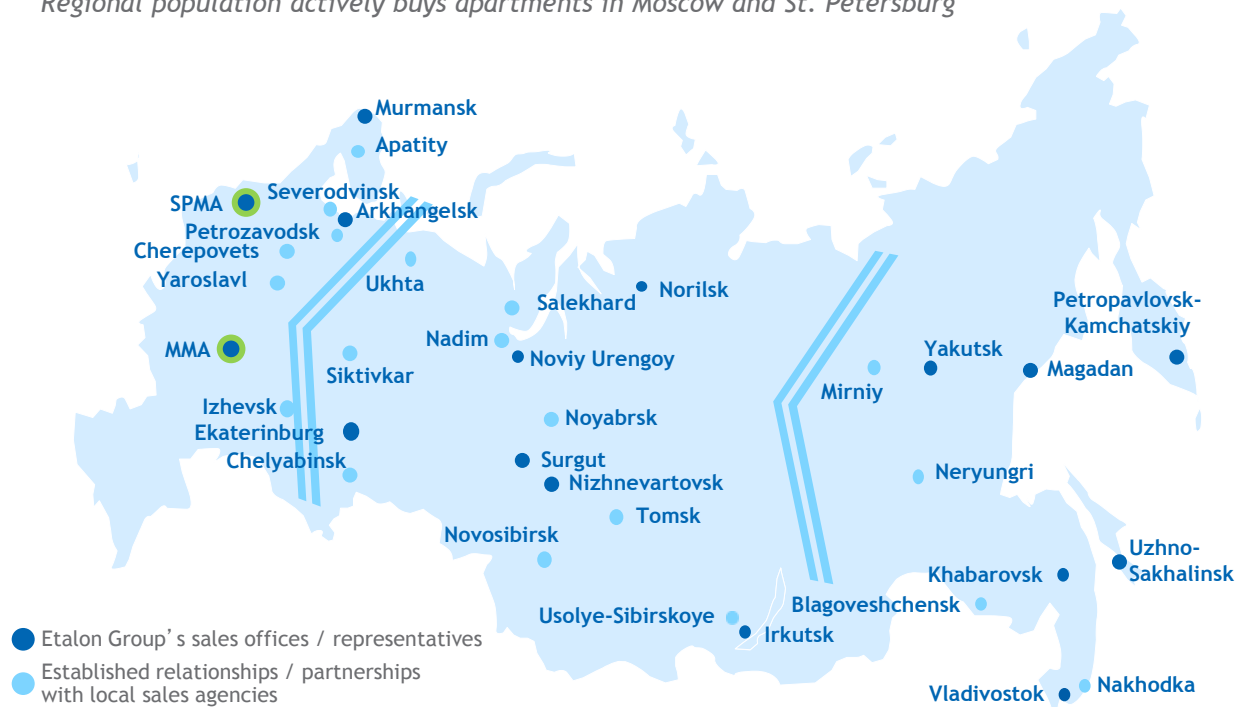 Regional population actively buys apartments in Moscow and St. Petersburg
Murmansk
Apatity
Severodvinsk
SPMA
Arkhangelsk
Petrozavodsk
Cherepovets
Yaroslavl
Ukhta
Salekhard
Norilsk
Petropavlovsk-
Kamchatskiy
Nadim
MMA
Noviy Urengoy
Yakutsk
Magadan
Siktivkar
Mirniy
Izhevsk
Noyabrsk
Ekaterinburg
Chelyabinsk
Surgut
Nizhnevartovsk
Neryungri
Tomsk
Novosibirsk
Uzhno-
Sakhalinsk
Khabarovsk
Blagoveshchensk
Usolye-Sibirskoye
Irkutsk
Etalon Group’s sales offices / representatives
Established relationships / partnerships
with local sales agencies
Vladivostok
Nakhodka